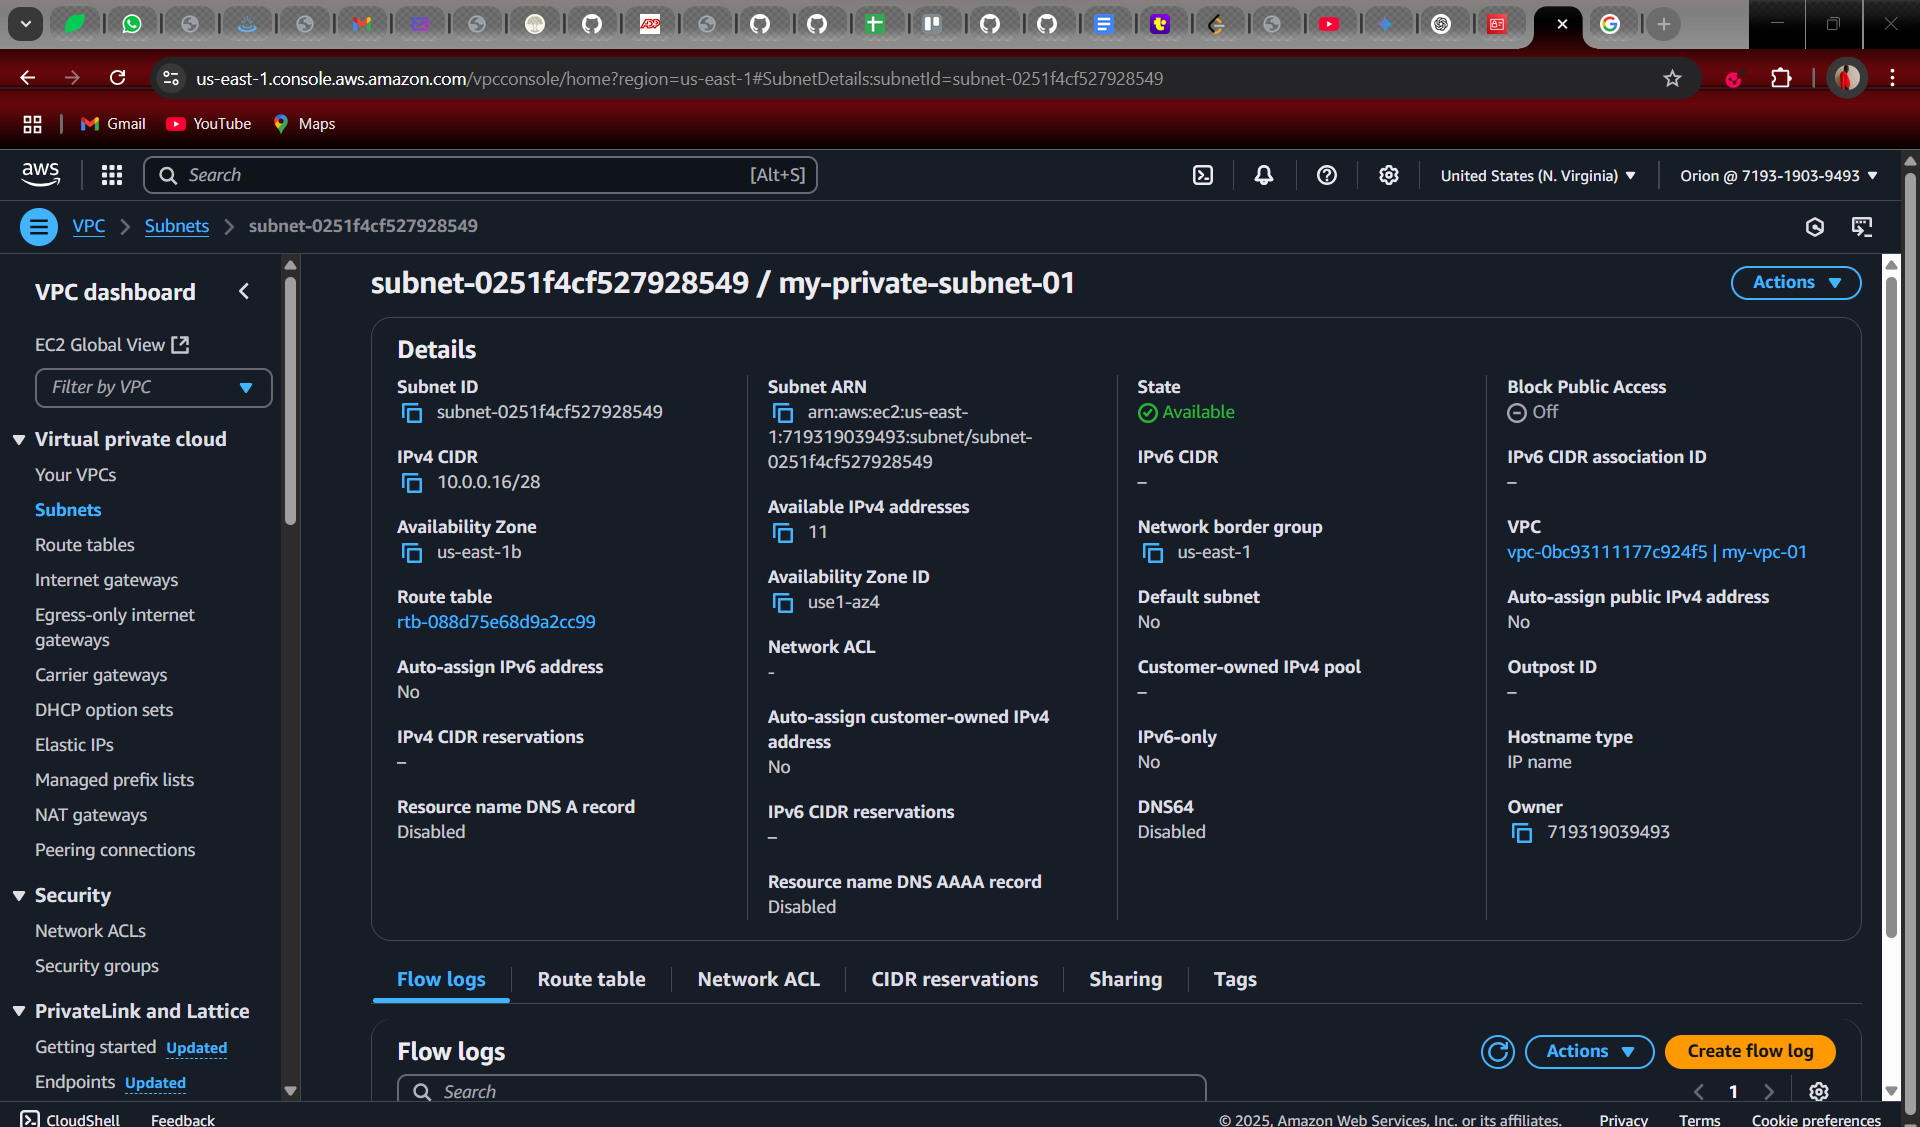 us-east-1.console.aws.amazon.com/vpcconsole/home?region=us-east-1#SubnetDetails:subnetId=subnet-0251f4cf527928549
Gmail
YouTube
Maps
aws
Search
[Alt+S]
United States (N. Virginia)
Orion @ 7193-1903-9493
VPC
Subnets
subnet-0251f4cf527928549
VPC dashboard
EC2 Global View
Filter by VPC
Virtual private cloud
Your VPCs
Subnets
Route tables
Internet gateways
Egress-only internet
gateways
Carrier gateways
DHCP option sets
Elastic IPs
Managed prefix lists
NAT gateways
Peering connections
Security
Network ACLs
Security groups
PrivateLink and Lattice
Getting started Updated
Endpoints Updated
subnet-0251f4cf527928549 / my-private-subnet-01
Actions
Details
Subnet ID
subnet-0251f4cf527928549
IPv4 CIDR
10.0.0.16/28
Availability Zone
us-east-1b
Route table
rtb-088d75e68d9a2cc99
Auto-assign IPv6 address
No
IPv4 CIDR reservations
–
Resource name DNS A record
Disabled
Subnet ARN
arn:aws:ec2:us-east-
1:719319039493:subnet/subnet-
0251f4cf527928549
Available IPv4 addresses
11
Availability Zone ID
use1-az4
Network ACL
-
Auto-assign customer-owned IPv4
address
No
IPv6 CIDR reservations
–
Resource name DNS AAAA record
Disabled
State
Available
IPv6 CIDR
–
Network border group
us-east-1
Default subnet
No
Customer-owned IPv4 pool
–
IPv6-only
No
DNS64
Disabled
Block Public Access
Off
IPv6 CIDR association ID
–
VPC
vpc-0bc93111177c924f5 | my-vpc-01
Auto-assign public IPv4 address
No
Outpost ID
–
Hostname type
IP name
Owner
719319039493
Flow logs
Route table
Network ACL
CIDR reservations
Sharing
Tags
Flow logs
Actions
Create flow log
Search
1
CloudShell
Feedback
© 2025, Amazon Web Services, Inc. or its affiliates.
Privacy
Terms
Cookie preferences